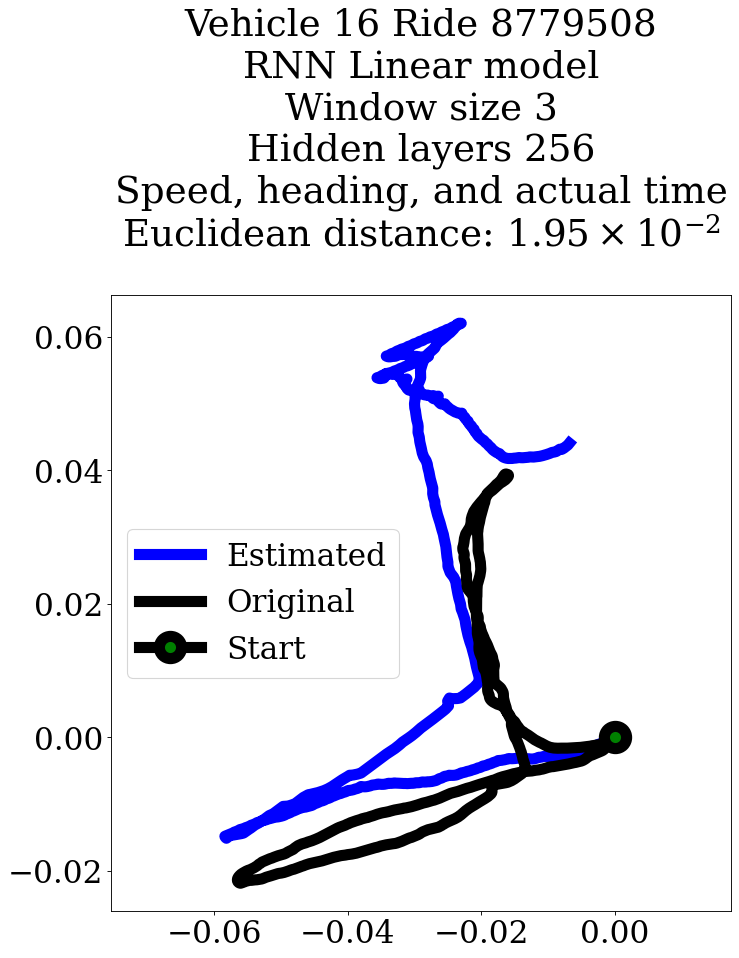 Vehicle 16 Ride 8779508
RNN Linear model
Window size 3
Hidden layers 256
Speed, heading, and actual time
Euclidean distance: 1.95 × 10⁻²
0.06
0.04
0.02
0.00
−0.02
Estimated
Original
Start
−0.06 −0.04 −0.02 0.00